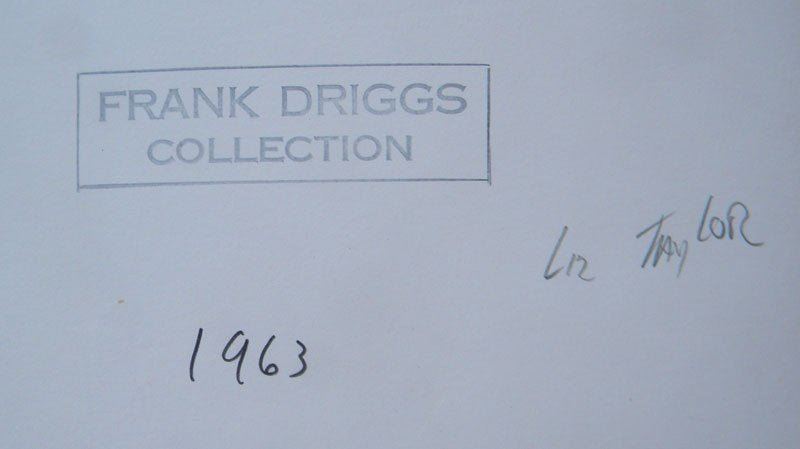 FRANK DRIGGS
COLLECTION
Liz TAylOR
1963